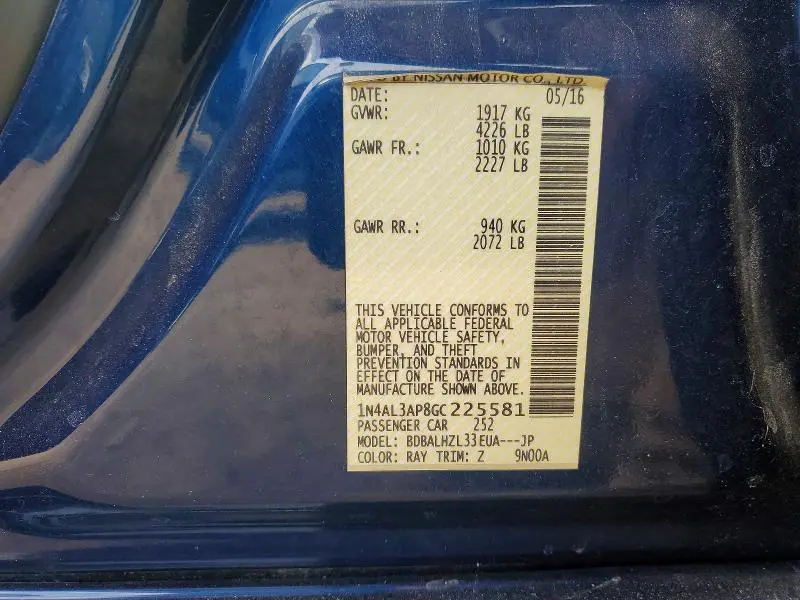 BY NISSAN MOTOR CO., LTD.
DATE: 05/16
GVWR: 1917 KG
4226 LB
GAWR FR.: 1010 KG
2227 LB
GAWR RR.: 940 KG
2072 LB
THIS VEHICLE CONFORMS TO
ALL APPLICABLE FEDERAL
MOTOR VEHICLE SAFETY,
BUMPER, AND THEFT
PREVENTION STANDARDS IN
EFFECT ON THE DATE OF
MANUFACTURE SHOWN ABOVE.
1N4AL3AP8GC225581
PASSENGER CAR 252
MODEL: BDBALHZL33EUA---JP
COLOR: RAY TRIM: Z 9N00A